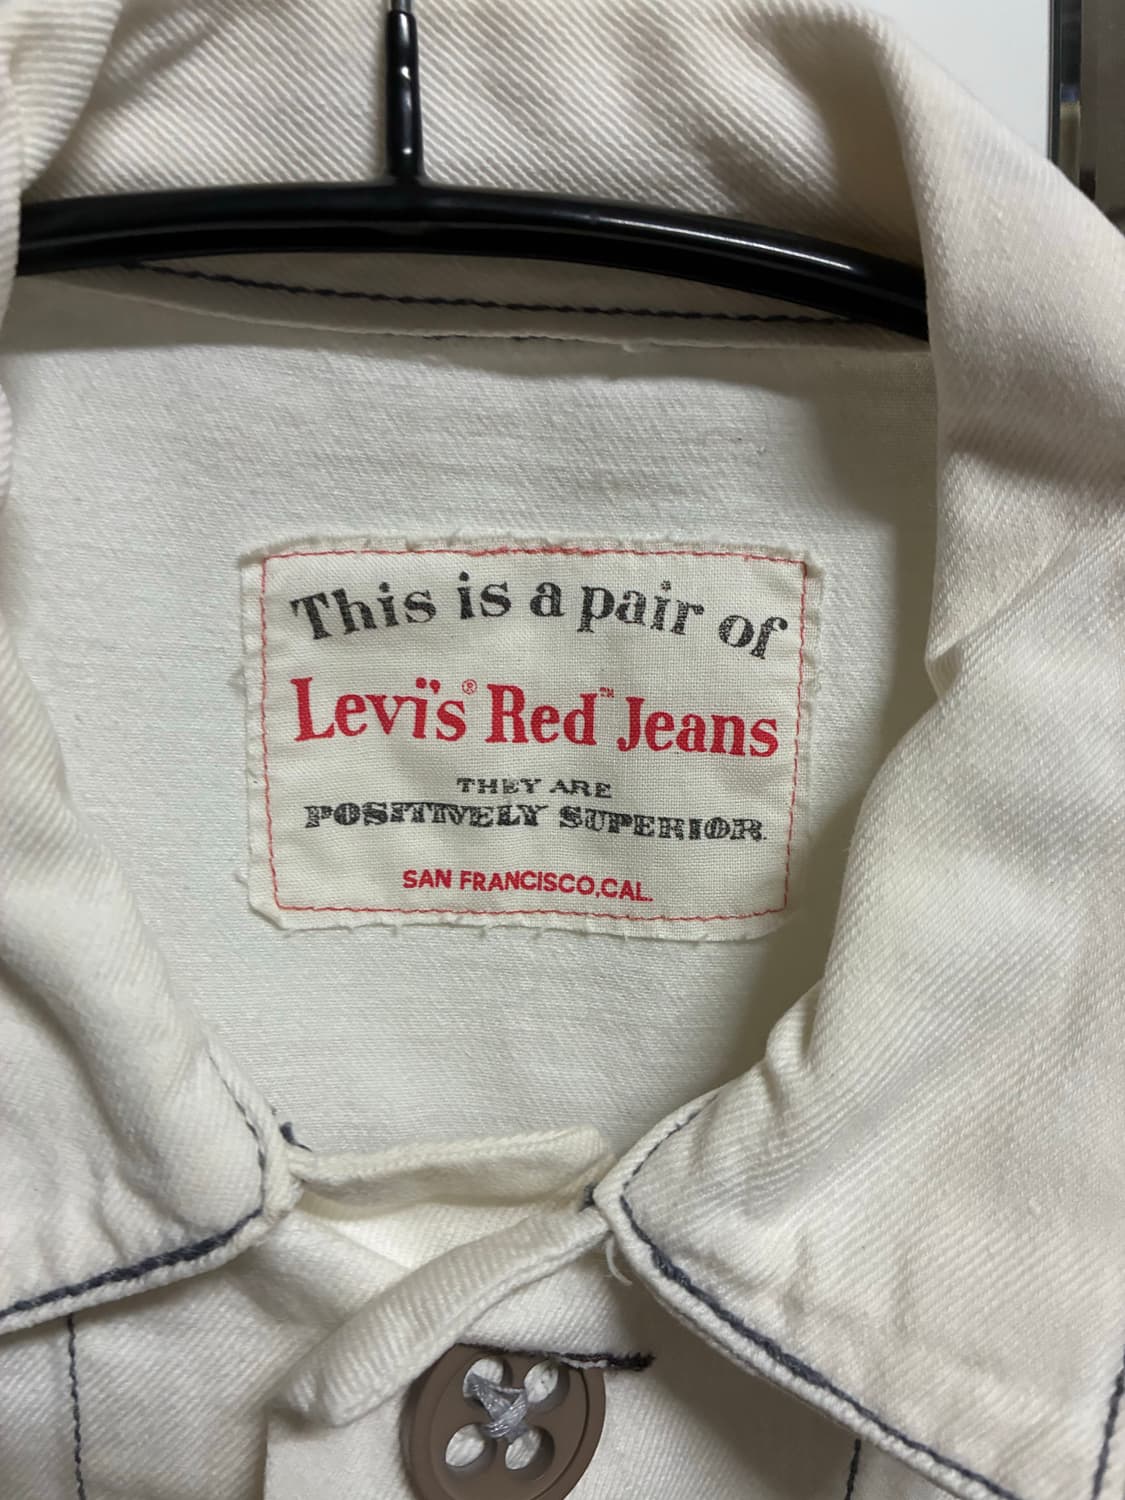 This is a pair of
Levi's® Red™ Jeans
THEY ARE
POSITIVELY SUPERIOR.
SAN FRANCISCO,CAL.